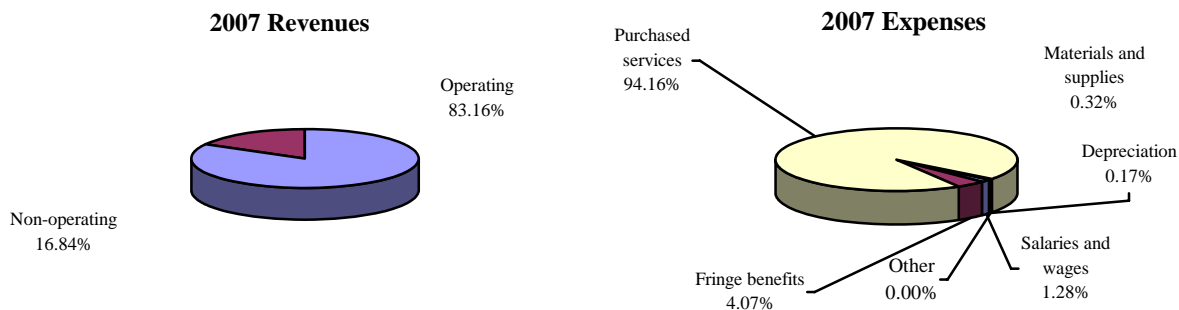 2007 Revenues
Operating
83.16%
Non-operating
16.84%
2007 Expenses
Purchased
services
94.16%
Materials and
supplies
0.32%
Depreciation
0.17%
Salaries and
wages
1.28%
Other
0.00%
Fringe benefits
4.07%